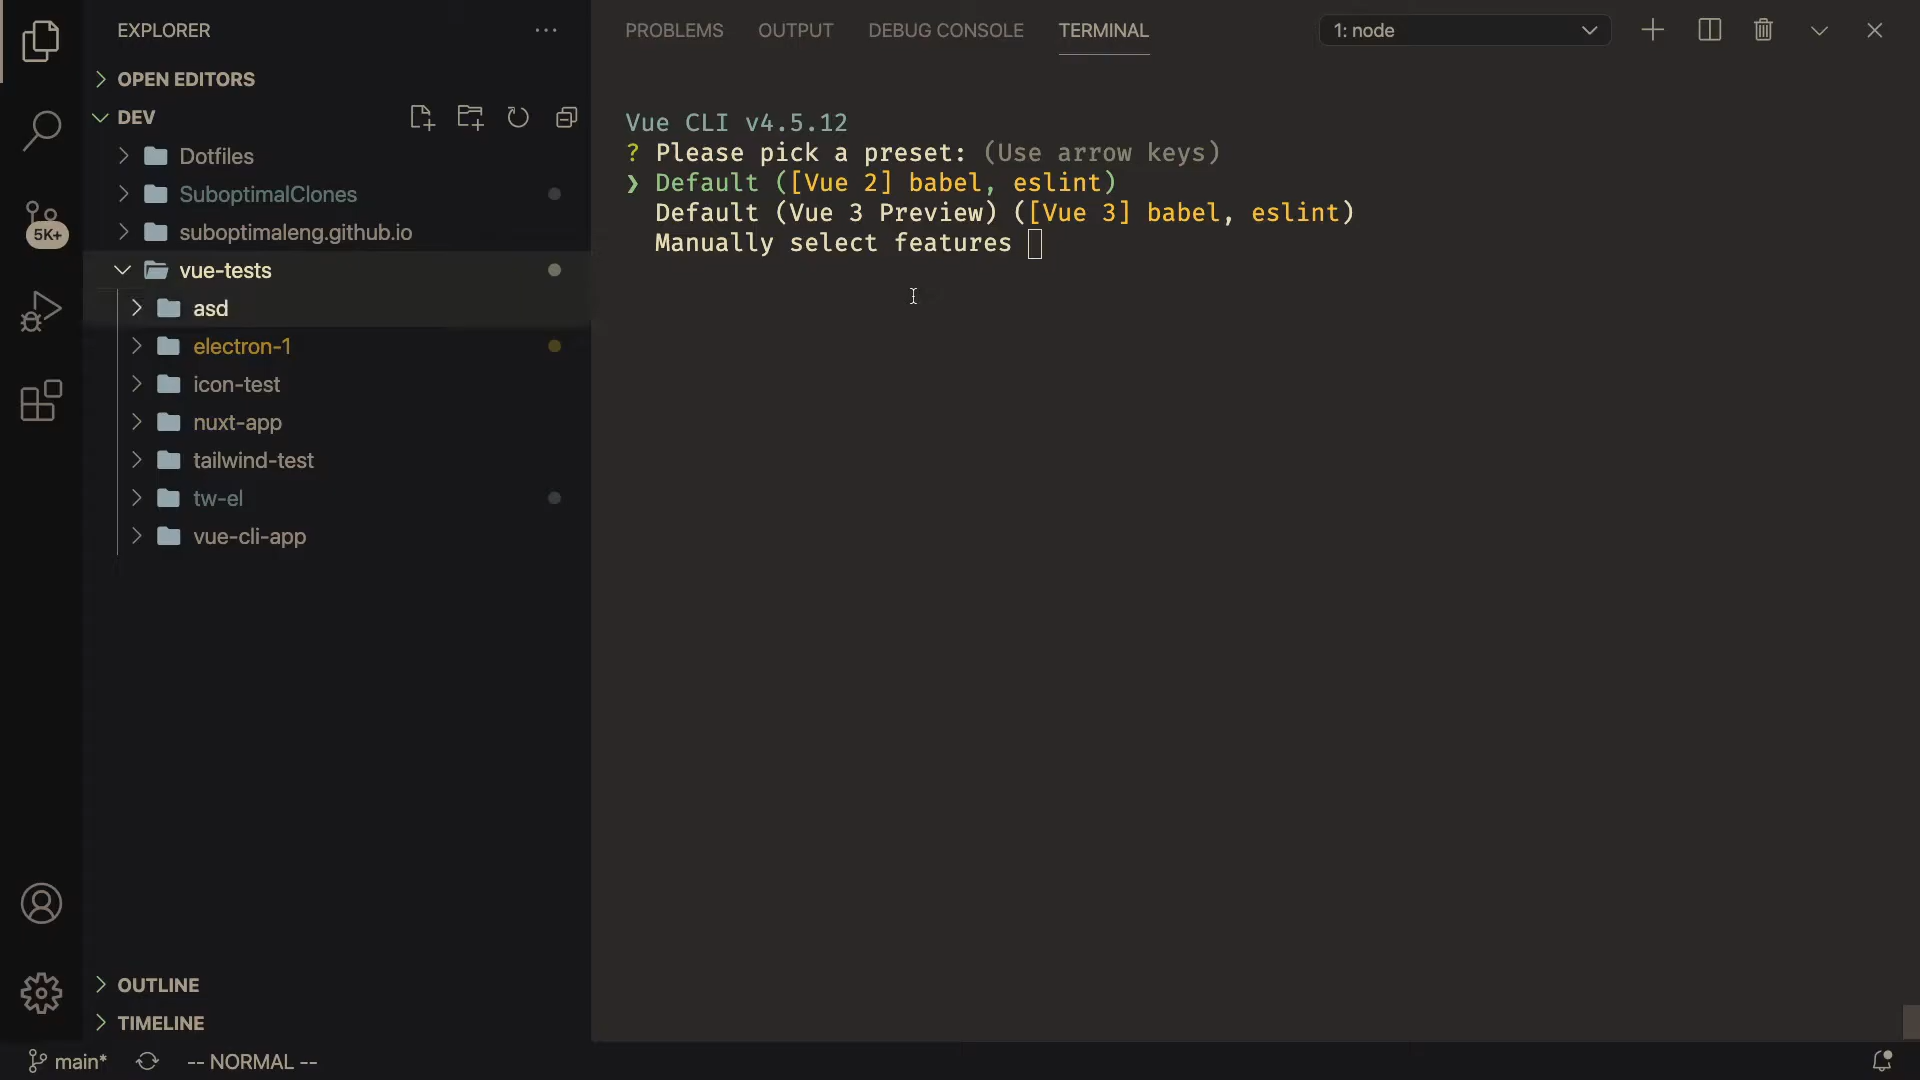 EXPLORER
OPEN EDITORS
DEV
Dotfiles
SuboptimalClones
suboptimaleng.github.io
vue-tests
asd
electron-1
icon-test
nuxt-app
tailwind-test
tw-el
vue-cli-app
OUTLINE
TIMELINE
5K+
PROBLEMS OUTPUT DEBUG CONSOLE TERMINAL 1: node
Vue CLI v4.5.12
? Please pick a preset: (Use arrow keys)
❯ Default ([Vue 2] babel, eslint)
Default (Vue 3 Preview) ([Vue 3] babel, eslint)
Manually select features
main* -- NORMAL --